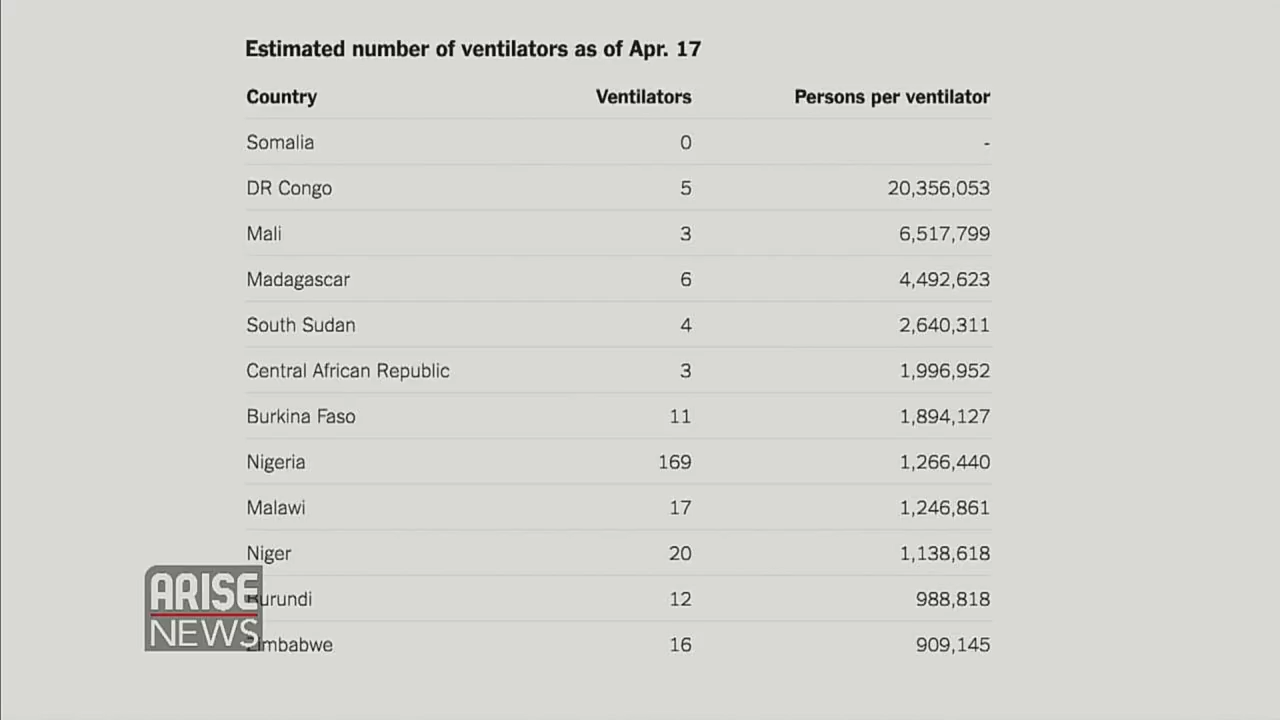 Estimated number of ventilators as of Apr. 17
Country Ventilators Persons per ventilator
Somalia 0 -
DR Congo 5 20,356,053
Mali 3 6,517,799
Madagascar 6 4,492,623
South Sudan 4 2,640,311
Central African Republic 3 1,996,952
Burkina Faso 11 1,894,127
Nigeria 169 1,266,440
Malawi 17 1,246,861
Niger 20 1,138,618
Burundi 12 988,818
Zimbabwe 16 909,145
ARISE
NEWS